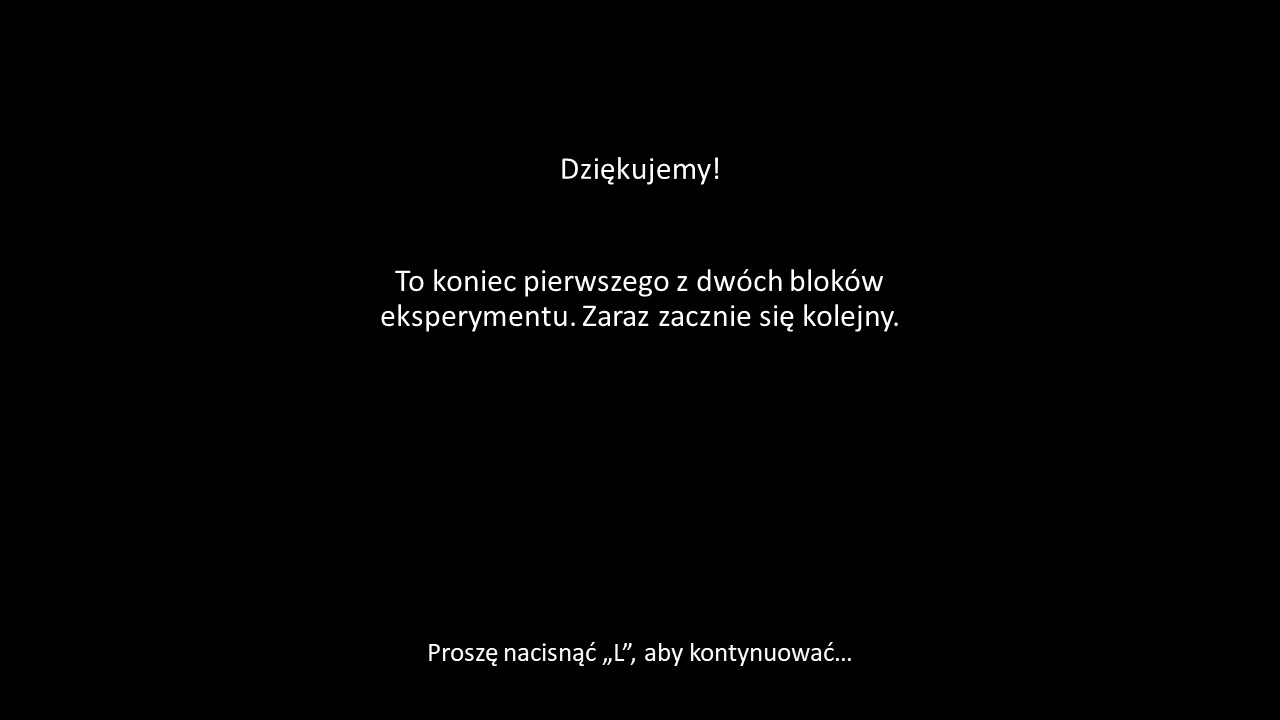 Dziękujemy!
To koniec pierwszego z dwóch bloków
eksperymentu. Zaraz zacznie się kolejny.
Proszę nacisnąć „L”, aby kontynuować…